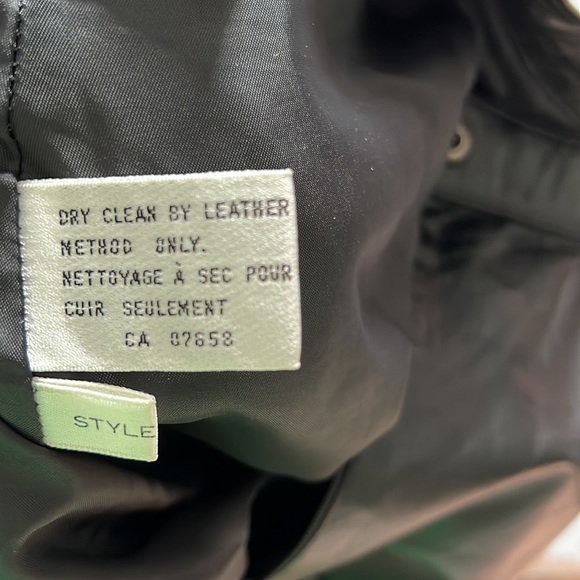 DRY CLEAN BY LEATHER
METHOD ONLY.
NETTOYAGE À SEC POUR
CUIR SEULEMENT
CA 07658
STYLE